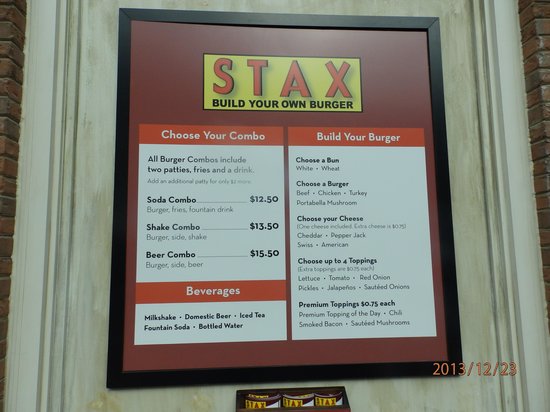 STAX
BUILD YOUR OWN BURGER
Choose Your Combo
All Burger Combos include
two patties, fries and a drink.
Add an additional patty for only $2 more.
Soda Combo $12.50
Burger, fries, fountain drink
Shake Combo $13.50
Burger, side, shake
Beer Combo $15.50
Burger, side, beer
Beverages
Milkshake • Domestic Beer • Iced Tea
Fountain Soda • Bottled Water
Build Your Burger
Choose a Bun
White • Wheat
Choose a Burger
Beef • Chicken • Turkey
Portabella Mushroom
Choose your Cheese
(One cheese included. Extra cheese is $0.75)
Cheddar • Pepper Jack
Swiss • American
Choose up to 4 Toppings
(Extra toppings are $0.75 each)
Lettuce • Tomato • Red Onion
Pickles • Jalapeños • Sautéed Onions
Premium Toppings $0.75 each
Premium Topping of the Day • Chili
Smoked Bacon • Sautéed Mushrooms
2013/12/23
STAX STAX STAX